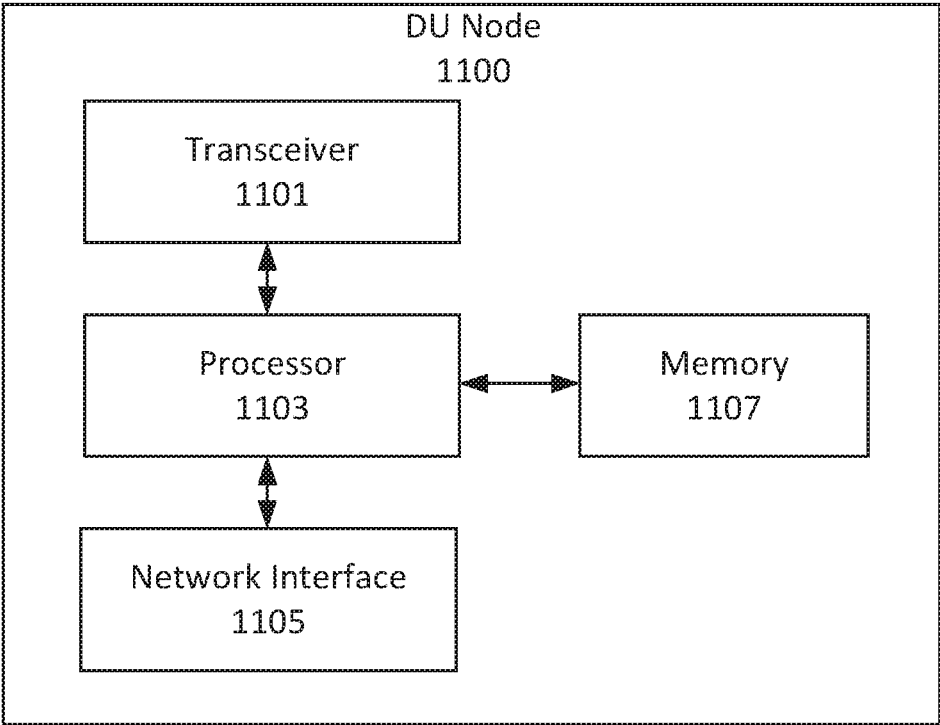 DU Node
1100
Transceiver
1101
Processor
1103
Memory
1107
Network Interface
1105